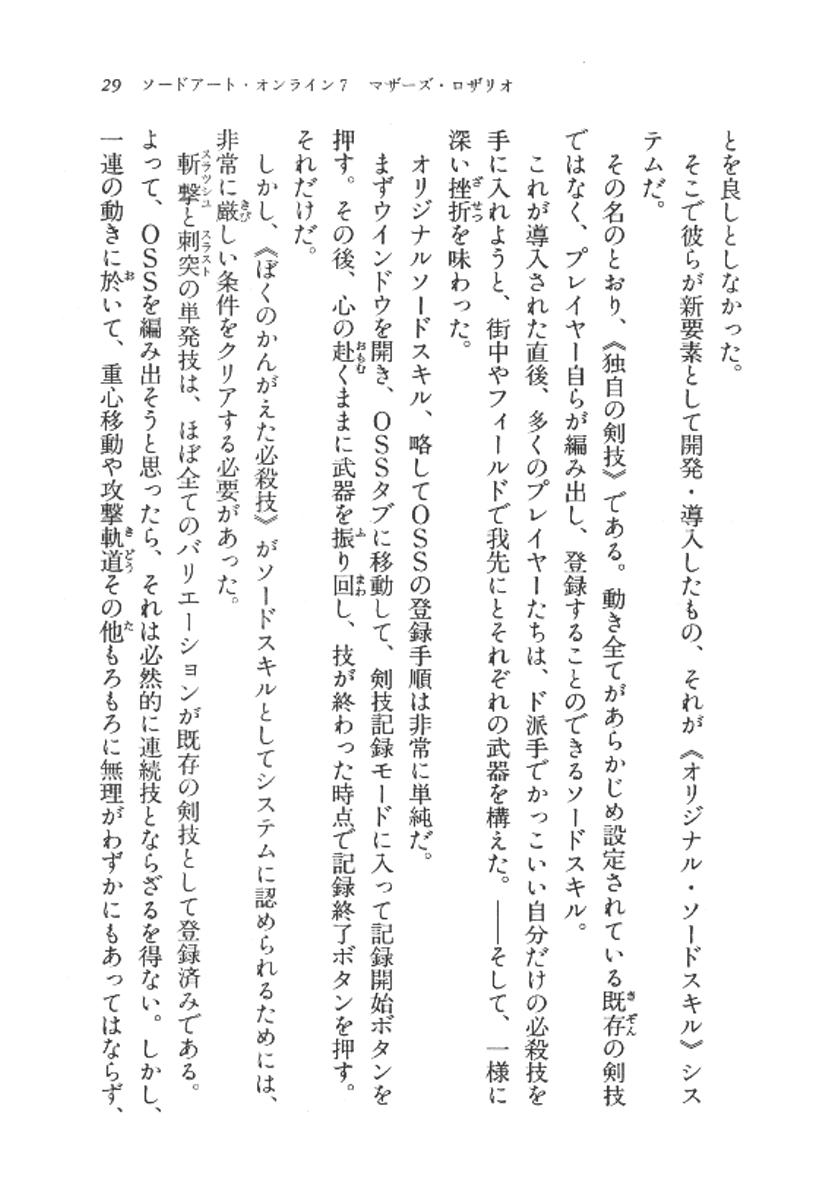 29 ソードアート・オンライン7 マザーズ・ロザリオ
とを良しとしなかった。
そこで彼らが新要素として開発・導入したもの、それが《オリジナル・ソードスキル》シス
テムだ。
その名のとおり、《独自の剣技》である。動き全てがあらかじめ設定されている既存の剣技
ではなく、プレイヤー自らが編み出し、登録することのできるソードスキル。
これが導入された直後、多くのプレイヤーたちは、ド派手でかっこいい自分だけの必殺技を
手に入れようと、街中やフィールドで我先にとそれぞれの武器を構えた。――そして、一様に
深い挫折を味わった。
オリジナルソードスキル、略してOSSの登録手順は非常に単純だ。
まずウインドウを開き、OSSタブに移動して、剣技記録モードに入って記録開始ボタンを
押す。その後、心の赴くままに武器を振り回し、技が終わった時点で記録終了ボタンを押す。
それだけだ。
しかし、《ぼくのかんがえた必殺技》がソードスキルとしてシステムに認められるためには、
非常に厳しい条件をクリアする必要があった。
斬撃と刺突の単発技は、ほぼ全てのバリエーションが既存の剣技として登録済みである。
よって、OSSを編み出そうと思ったら、それは必然的に連続技とならざるを得ない。しかし、
一連の動きに於いて、重心移動や攻撃軌道その他もろもろに無理がわずかにもあってはならず、